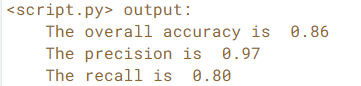 <script.py> output:
The overall accuracy is  0.86
The precision is  0.97
The recall is  0.80